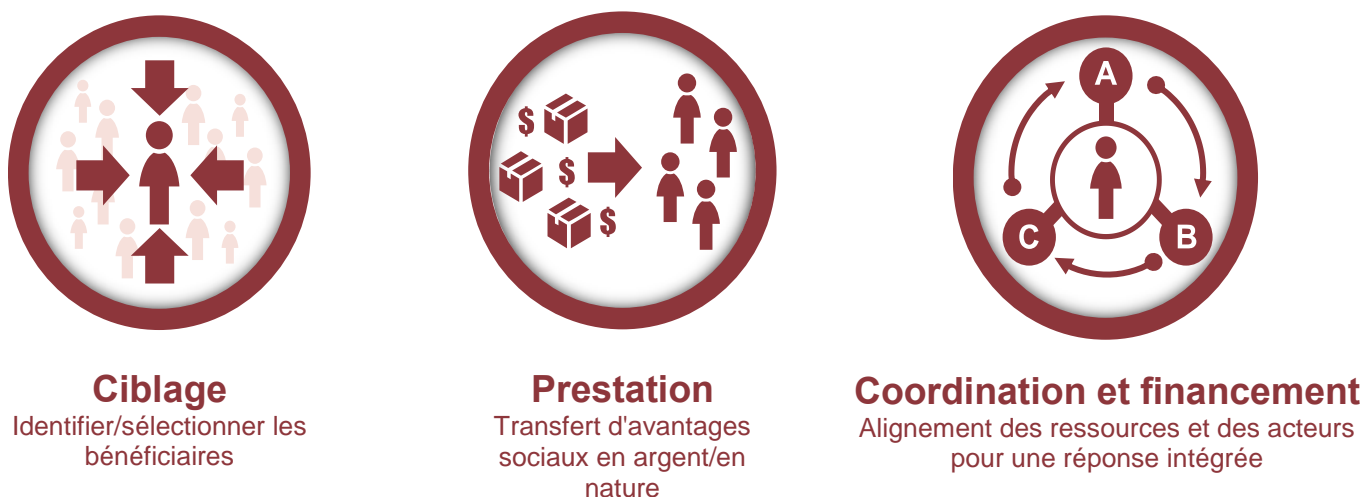 $
$
$
A
C
B
Ciblage
Identifier/sélectionner les
bénéficiaires
Prestation
Transfert d'avantages
sociaux en argent/en
nature
Coordination et financement
Alignement des ressources et des acteurs
pour une réponse intégrée